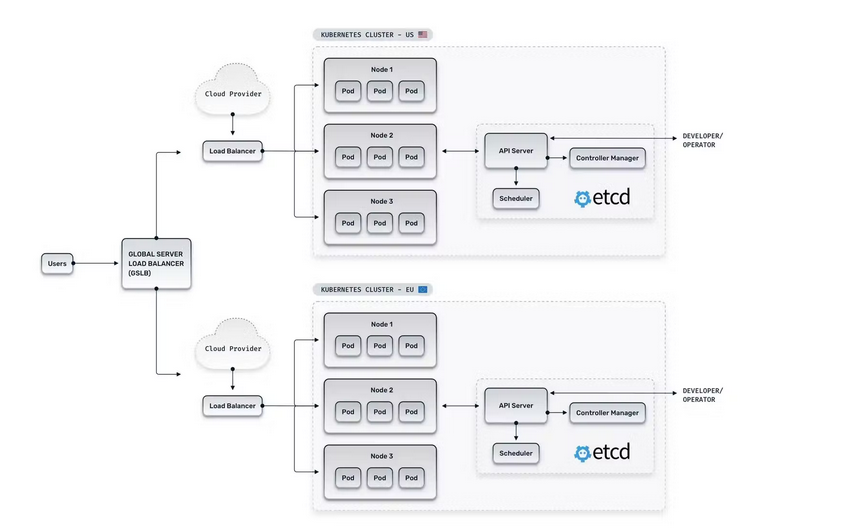 KUBERNETES CLUSTER - US
Node 1
Pod Pod Pod
Cloud Provider
Load Balancer
Node 2
Pod Pod Pod
API Server
Controller Manager
DEVELOPER/
OPERATOR
Scheduler
etcd
Node 3
Pod Pod Pod
Users
GLOBAL SERVER
LOAD BALANCER
(GSLB)
KUBERNETES CLUSTER - EU
Node 1
Pod Pod Pod
Cloud Provider
Load Balancer
Node 2
Pod Pod Pod
API Server
Controller Manager
DEVELOPER/
OPERATOR
Scheduler
etcd
Node 3
Pod Pod Pod